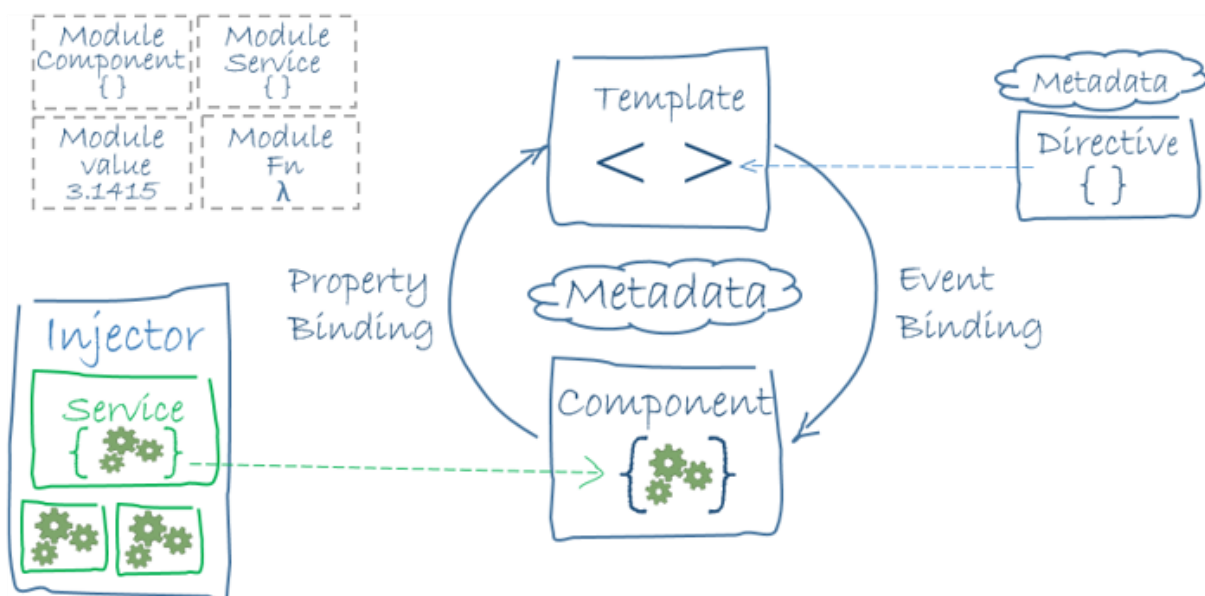 Module
Component
{ }
Module
Service
{ }
Module
value
3.1415
Module
Fn
λ
Template
< >
Metadata
Directive
{ }
Property
Binding
Metadata
Event
Binding
Injector
Service
{ }
Component
{ }